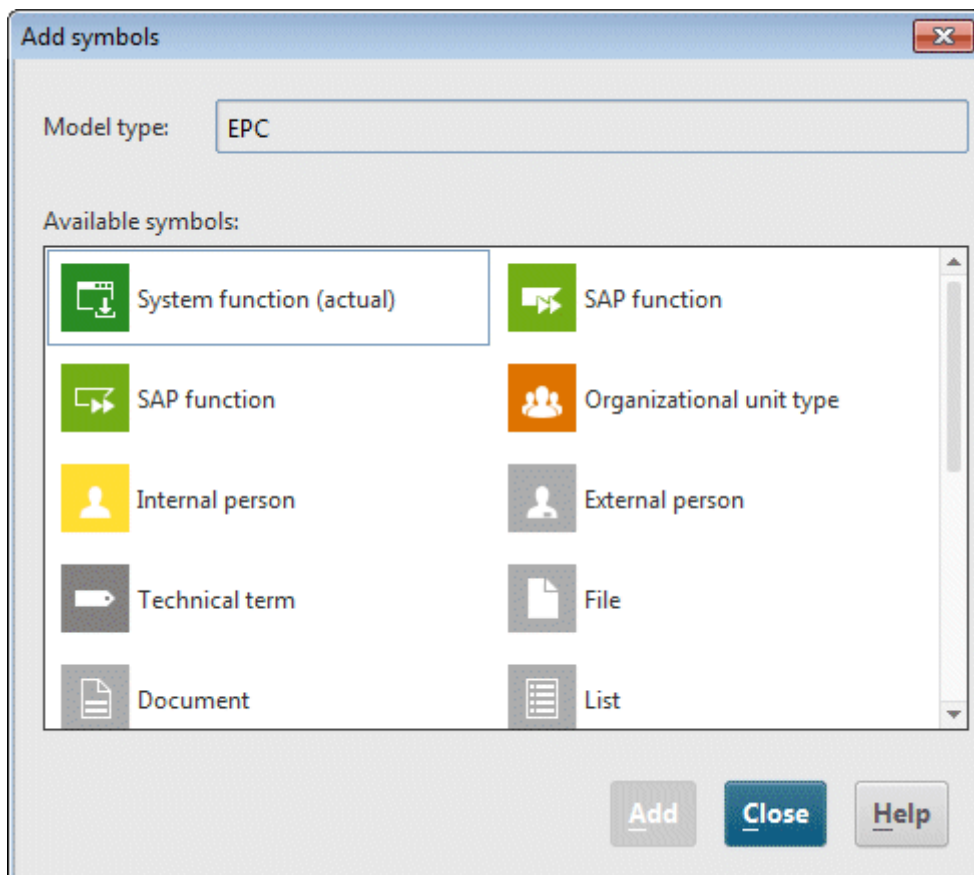 Add symbols
Model type:
EPC
Available symbols:
System function (actual)
SAP function
SAP function
Organizational unit type
Internal person
External person
Technical term
File
Document
List
Add
Close
Help